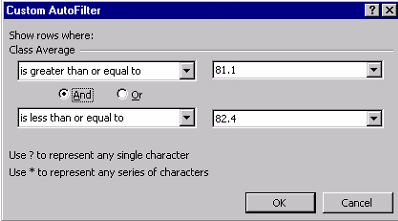 Custom AutoFilter
Show rows where:
Class Average
is greater than or equal to 81.1
And Or
is less than or equal to 82.4
Use ? to represent any single character
Use * to represent any series of characters
OK Cancel